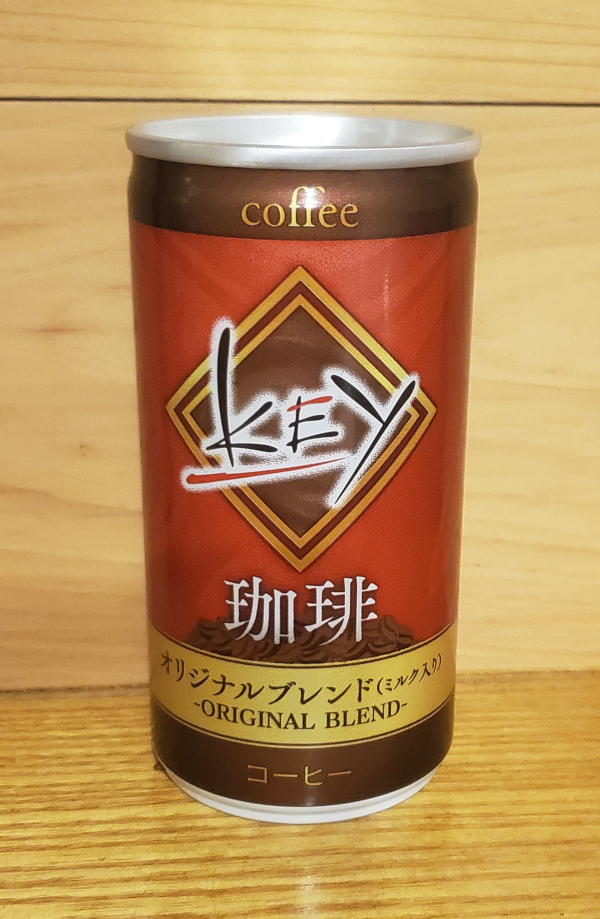 coffee
KEY
珈琲
オリジナルブレンド(ミルク入り)
-ORIGINAL BLEND-
コーヒー